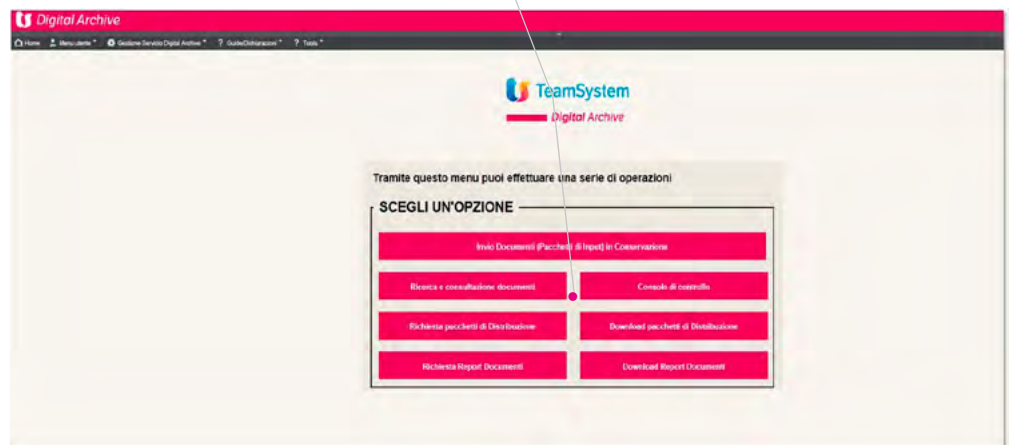 Digital Archive
Home Menu utente Gestione Servizio Digital Archive ? Guide/Dichiarazioni ? Tools
TeamSystem
Digital Archive
Tramite questo menu puoi effettuare una serie di operazioni
SCEGLI UN'OPZIONE
Invio Documenti (Pacchetti di Input) in Conservazione
Ricerca e consultazione documenti
Console di controllo
Richiesta pacchetti di Distribuzione
Download pacchetti di Distribuzione
Richiesta Report Documenti
Download Report Documenti